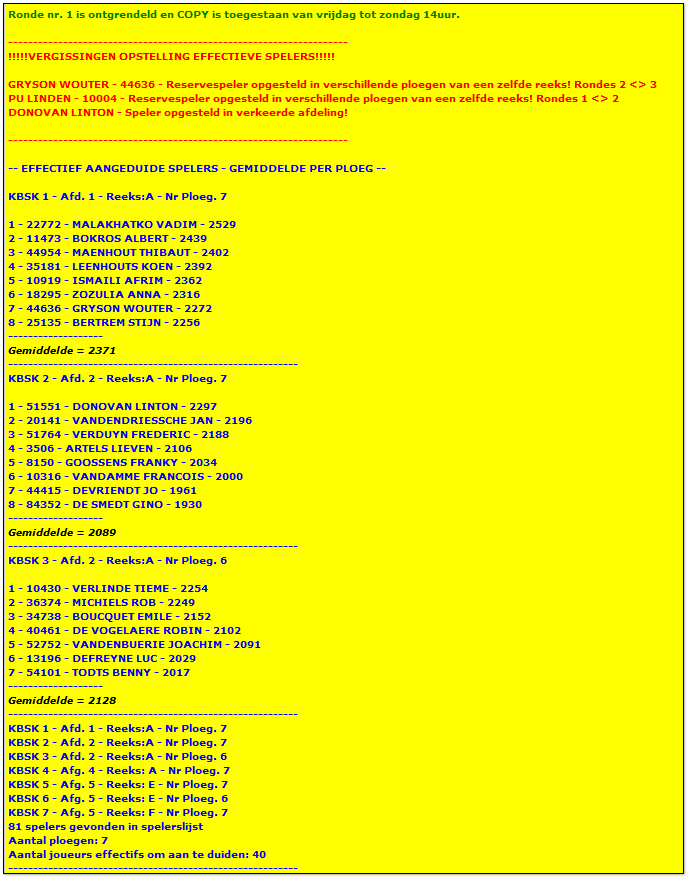 Ronde nr. 1 is ontgrendeld en COPY is toegestaan van vrijdag tot zondag 14uur.
--------------------------------------------------------------------
!!!!!VERGISSINGEN OPSTELLING EFFECTIEVE SPELERS!!!!!
GRYSON WOUTER - 44636 - Reservespeler opgesteld in verschillende ploegen van een zelfde reeks! Rondes 2 <> 3
PU LINDEN - 10004 - Reservespeler opgesteld in verschillende ploegen van een zelfde reeks! Rondes 1 <> 2
DONOVAN LINTON - Speler opgesteld in verkeerde afdeling!
--------------------------------------------------------------------
-- EFFECTIEF AANGEDUIDE SPELERS - GEMIDDELDE PER PLOEG --
KBSK 1 - Afd. 1 - Reeks:A - Nr Ploeg. 7
1 - 22772 - MALAKHATKO VADIM - 2529
2 - 11473 - BOKROS ALBERT - 2439
3 - 44954 - MAENHOUT THIBAUT - 2402
4 - 35181 - LEENHOUTS KOEN - 2392
5 - 10919 - ISMAILI AFRIM - 2362
6 - 18295 - ZOZULIA ANNA - 2316
7 - 44636 - GRYSON WOUTER - 2272
8 - 25135 - BERTREM STIJN - 2256
-------------------
Gemiddelde = 2371
----------------------------------------------------------
KBSK 2 - Afd. 2 - Reeks:A - Nr Ploeg. 7
1 - 51551 - DONOVAN LINTON - 2297
2 - 20141 - VANDENDRIESSCHE JAN - 2196
3 - 51764 - VERDUYN FREDERIC - 2188
4 - 3506 - ARTELS LIEVEN - 2106
5 - 8150 - GOOSSENS FRANKY - 2034
6 - 10316 - VANDAMME FRANCOIS - 2000
7 - 44415 - DEVRIENDT JO - 1961
8 - 84352 - DE SMEDT GINO - 1930
-------------------
Gemiddelde = 2089
----------------------------------------------------------
KBSK 3 - Afd. 2 - Reeks:A - Nr Ploeg. 6
1 - 10430 - VERLINDE TIEME - 2254
2 - 36374 - MICHIELS ROB - 2249
3 - 34738 - BOUCQUET EMILE - 2152
4 - 40461 - DE VOGELAERE ROBIN - 2102
5 - 52752 - VANDENBUERIE JOACHIM - 2091
6 - 13196 - DEFREYNE LUC - 2029
7 - 54101 - TODTS BENNY - 2017
-------------------
Gemiddelde = 2128
----------------------------------------------------------
KBSK 1 - Afd. 1 - Reeks:A - Nr Ploeg. 7
KBSK 2 - Afd. 2 - Reeks:A - Nr Ploeg. 7
KBSK 3 - Afd. 2 - Reeks:A - Nr Ploeg. 6
KBSK 4 - Afg. 4 - Reeks: A - Nr Ploeg. 7
KBSK 5 - Afg. 5 - Reeks: E - Nr Ploeg. 7
KBSK 6 - Afg. 5 - Reeks: E - Nr Ploeg. 6
KBSK 7 - Afg. 5 - Reeks: F - Nr Ploeg. 7
81 spelers gevonden in spelerslijst
Aantal ploegen: 7
Aantal joueurs effectifs om aan te duiden: 40
----------------------------------------------------------